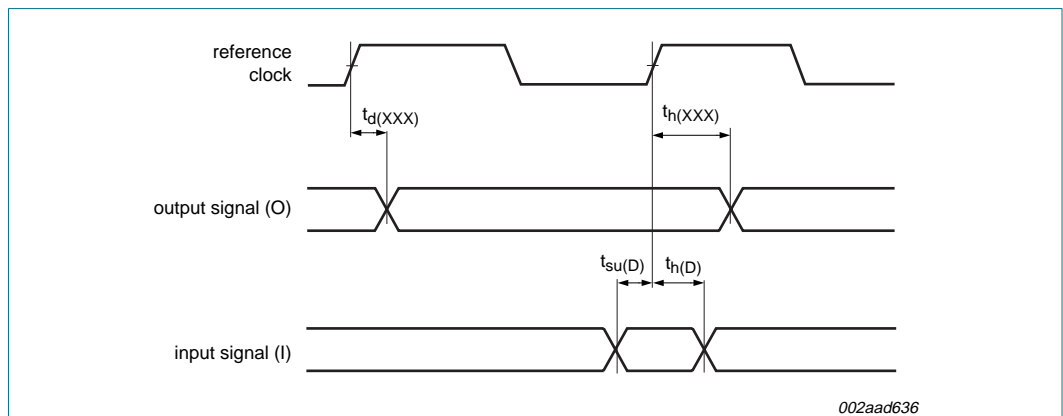 reference
clock
td(XXX)
th(XXX)
output signal (O)
tsu(D)
th(D)
input signal (I)
002aad636